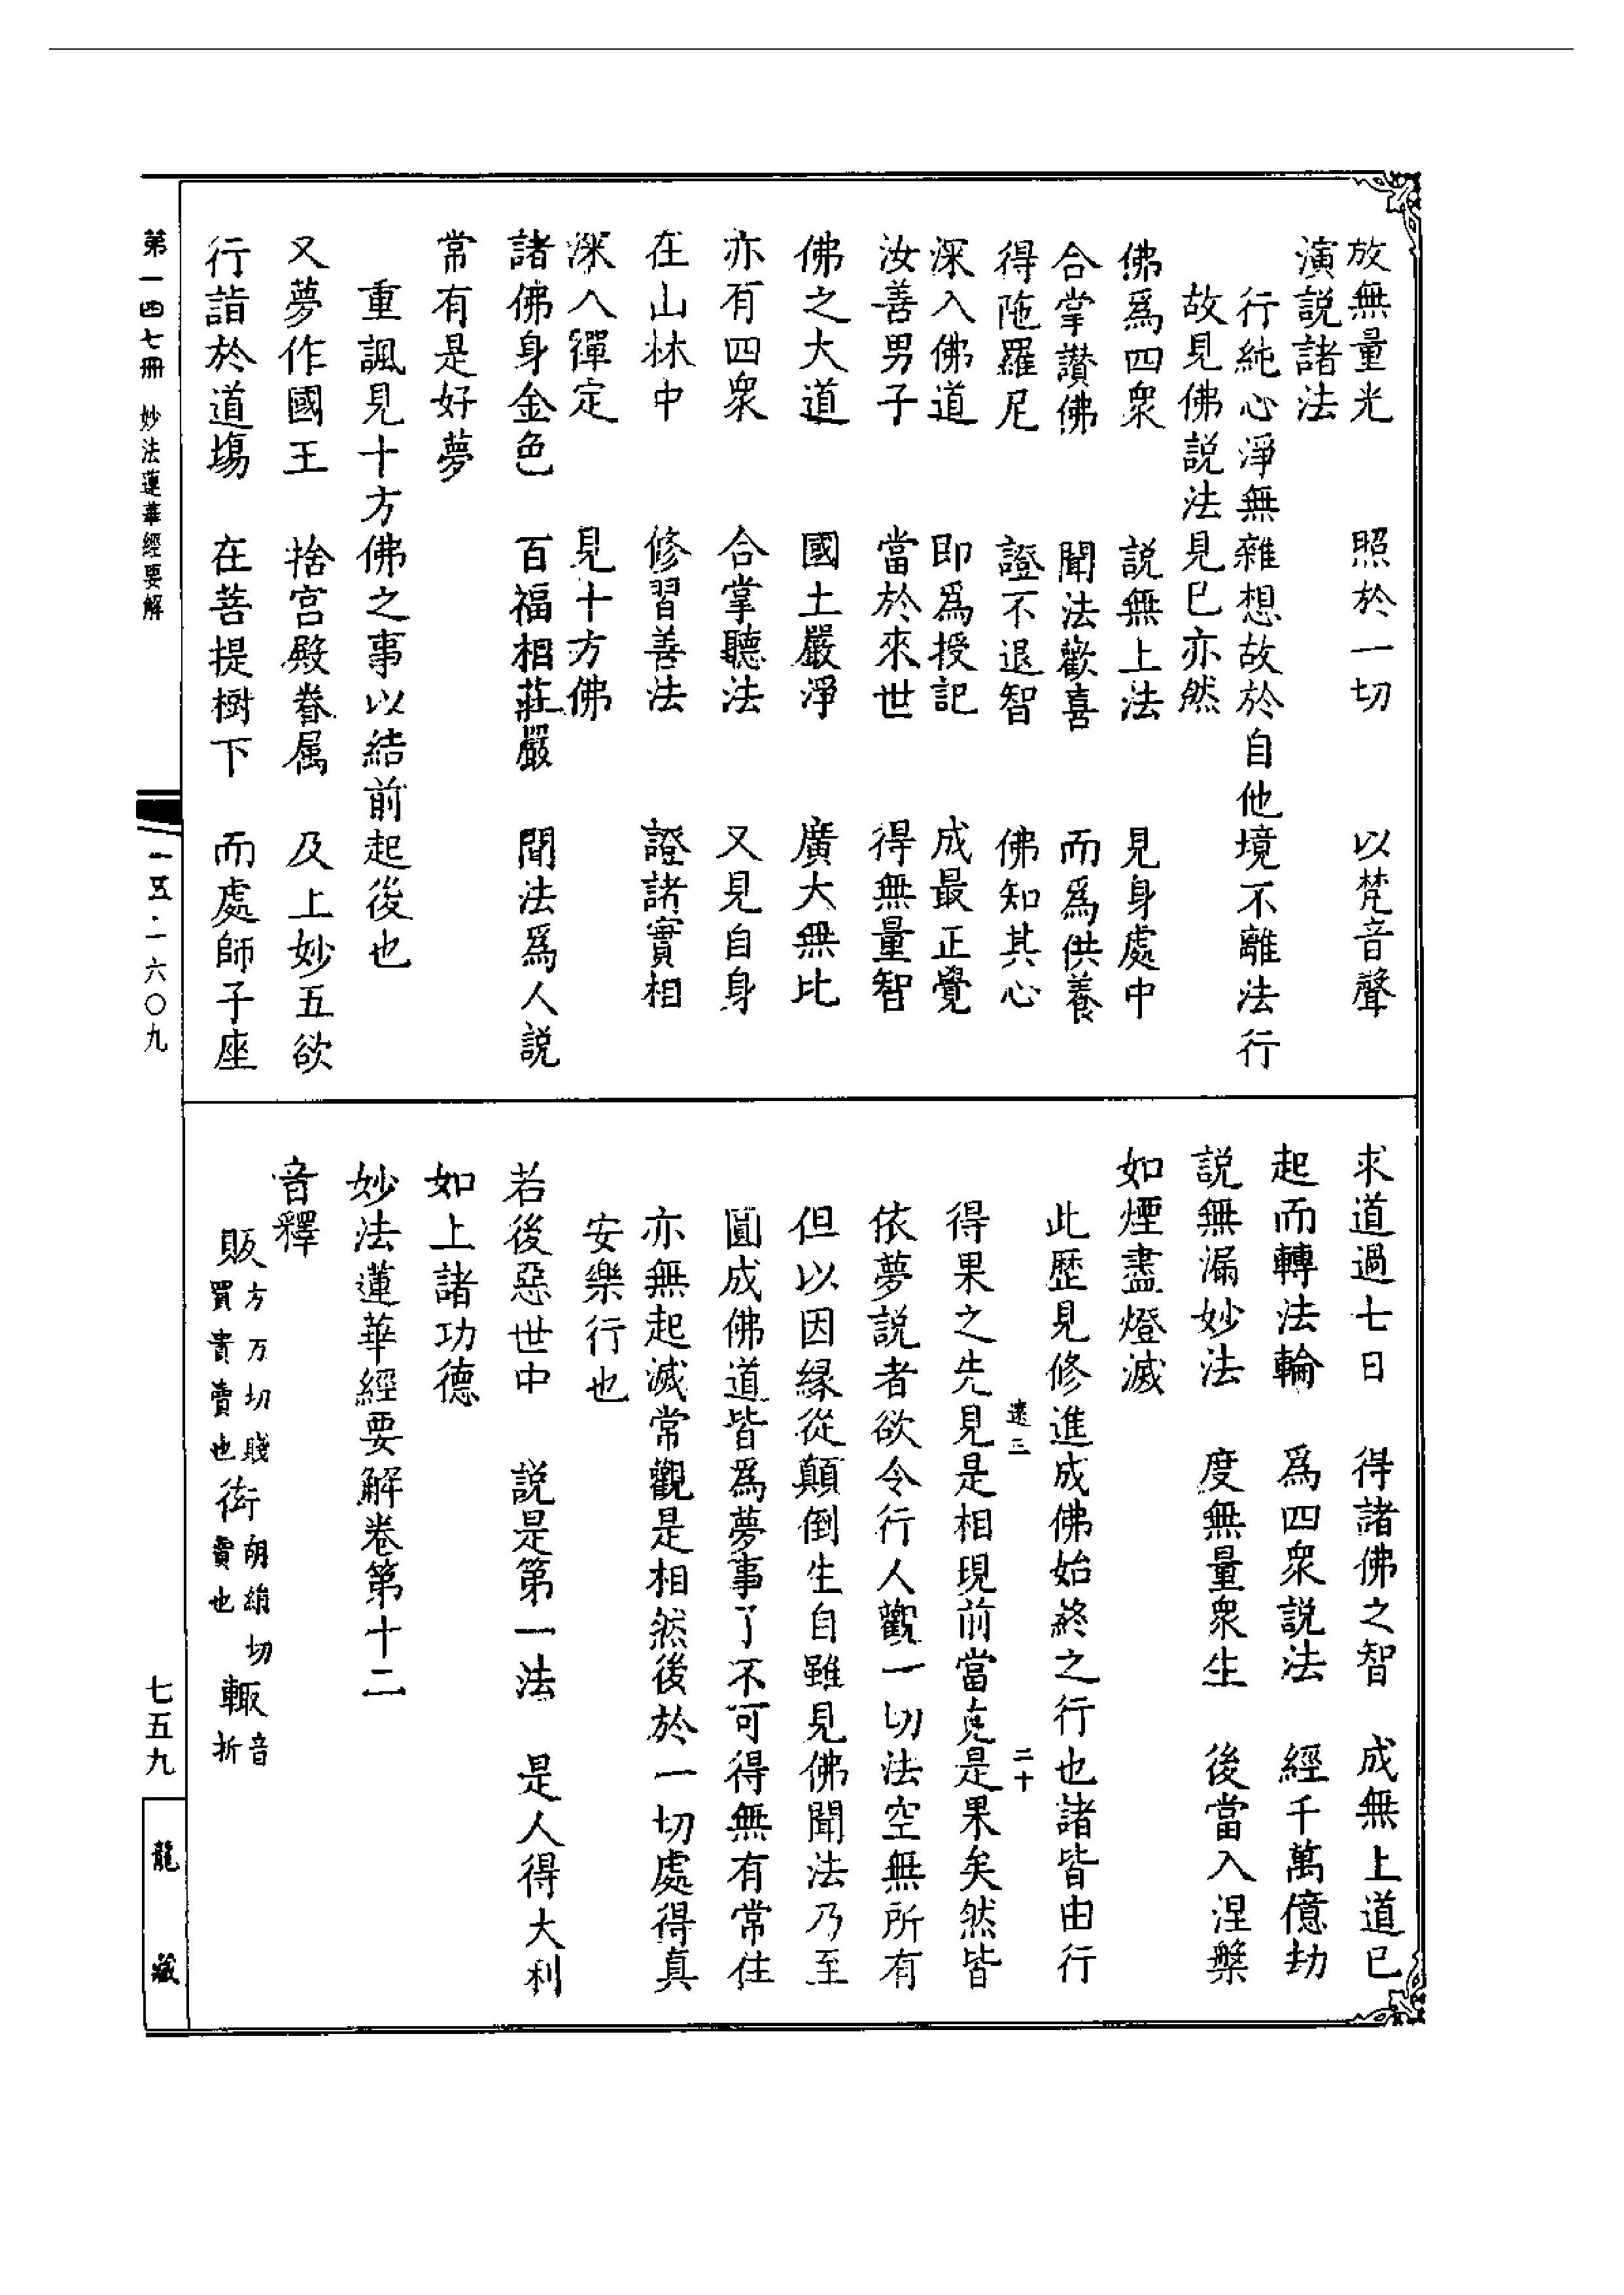 放無量光　照於一切　以梵音聲
演説諸法
行純心淨無雜想故於自他境不離法行
故見佛説法見巳亦然
佛爲四衆　説無上法　見身處中
合掌讃佛　聞法歡喜　而爲供養
得陁羅尼　證不退智　佛知其心
深入佛道　即爲授記　成最正覺
汝善男子　當於來世　得無量智
佛之大道　國土嚴淨　廣大無比
亦有四衆　合掌聽法　又見自身
在山林中　修習善法　證諸實相
深入禪定　見十方佛
諸佛身金色　百福相莊嚴　聞法爲人説
常有是好夢
重諷見十方佛之事以結前起後也
又夢作國王　捨宮殿眷属　及上妙五欲
行詣於道場　在菩提樹下　而處師子座
求道過七日　得諸佛之智　成無上道巳
起而轉法輪　爲四衆説法　經千萬億劫
説無漏妙法　度無量衆生　後當入涅槃
如煙盡燈滅
此歴見修進成佛始終之行也諸皆由行
遠三　二十
得果之先見是相現前當克是果矣然皆
依夢説者欲令行人觀一切法空無所有
但以因縁從顛倒生自雖見佛聞法乃至
圓成佛道皆爲夢事了不可得無有常住
亦無起滅常觀是相然後於一切處得真
安樂行也
若後惡世中　説是第一法　是人得大利
如上諸功德
妙法蓮華經要解卷第十二
音釋
販方万切賤買貴賣也衒胡絹切賣也輙音折
第一四七冊　妙法蓮華經要解
一五·一六〇九
七五九
龍藏